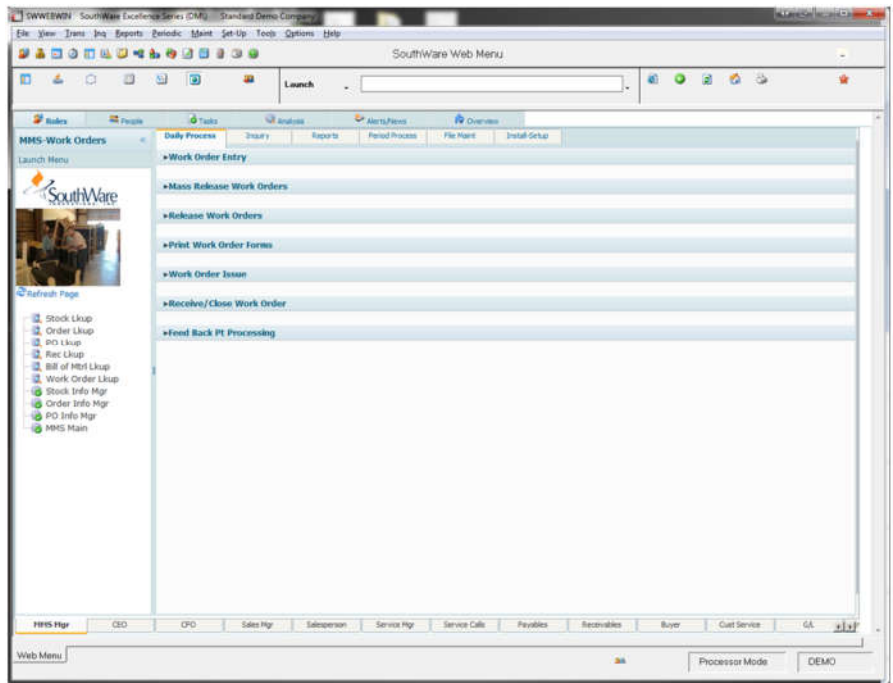 SWWEBWIN SouthWare Excellence Series (DMI) Standard Demo Company
File View Trans Inq Reports Periodic Maint Set-Up Tools Options Help
SouthWare Web Menu
Launch
Roles People Tasks Analysis Alerts/News Overview
MMS-Work Orders
Daily Process Inquiry Reports Period Process File Maint Install-Setup
Launch Menu
Work Order Entry
Mass Release Work Orders
SouthWare
Release Work Orders
Print Work Order Forms
Work Order Issue
Refresh Page
Receive/Close Work Order
Stock Lkup
Order Lkup
Feed Back Pt Processing
PO Lkup
Rec Lkup
Bill of Mtrl Lkup
Work Order Lkup
Stock Info Mgr
Order Info Mgr
PO Info Mgr
MMS Main
MMS Mgr CEO CFO Sales Mgr Salesperson Service Mgr Service Calls Payables Receivables Buyer Cust Service G/L
Web Menu
Processor Mode DEMO